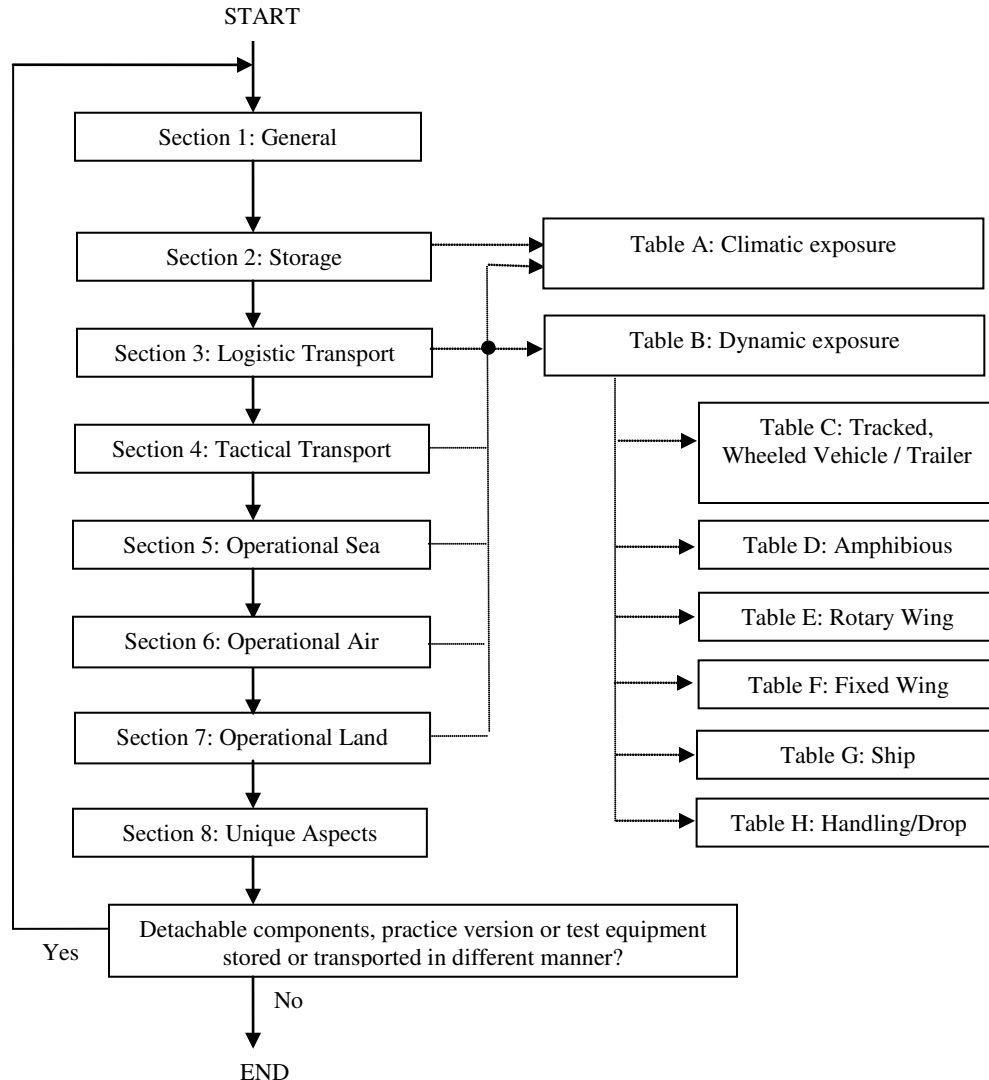 START
Section 1: General
Section 2: Storage
Table A: Climatic exposure
Section 3: Logistic Transport
Table B: Dynamic exposure
Table C: Tracked,
Wheeled Vehicle / Trailer
Section 4: Tactical Transport
Section 5: Operational Sea
Table D: Amphibious
Section 6: Operational Air
Table E: Rotary Wing
Table F: Fixed Wing
Section 7: Operational Land
Table G: Ship
Section 8: Unique Aspects
Table H: Handling/Drop
Detachable components, practice version or test equipment
stored or transported in different manner?
Yes
No
END